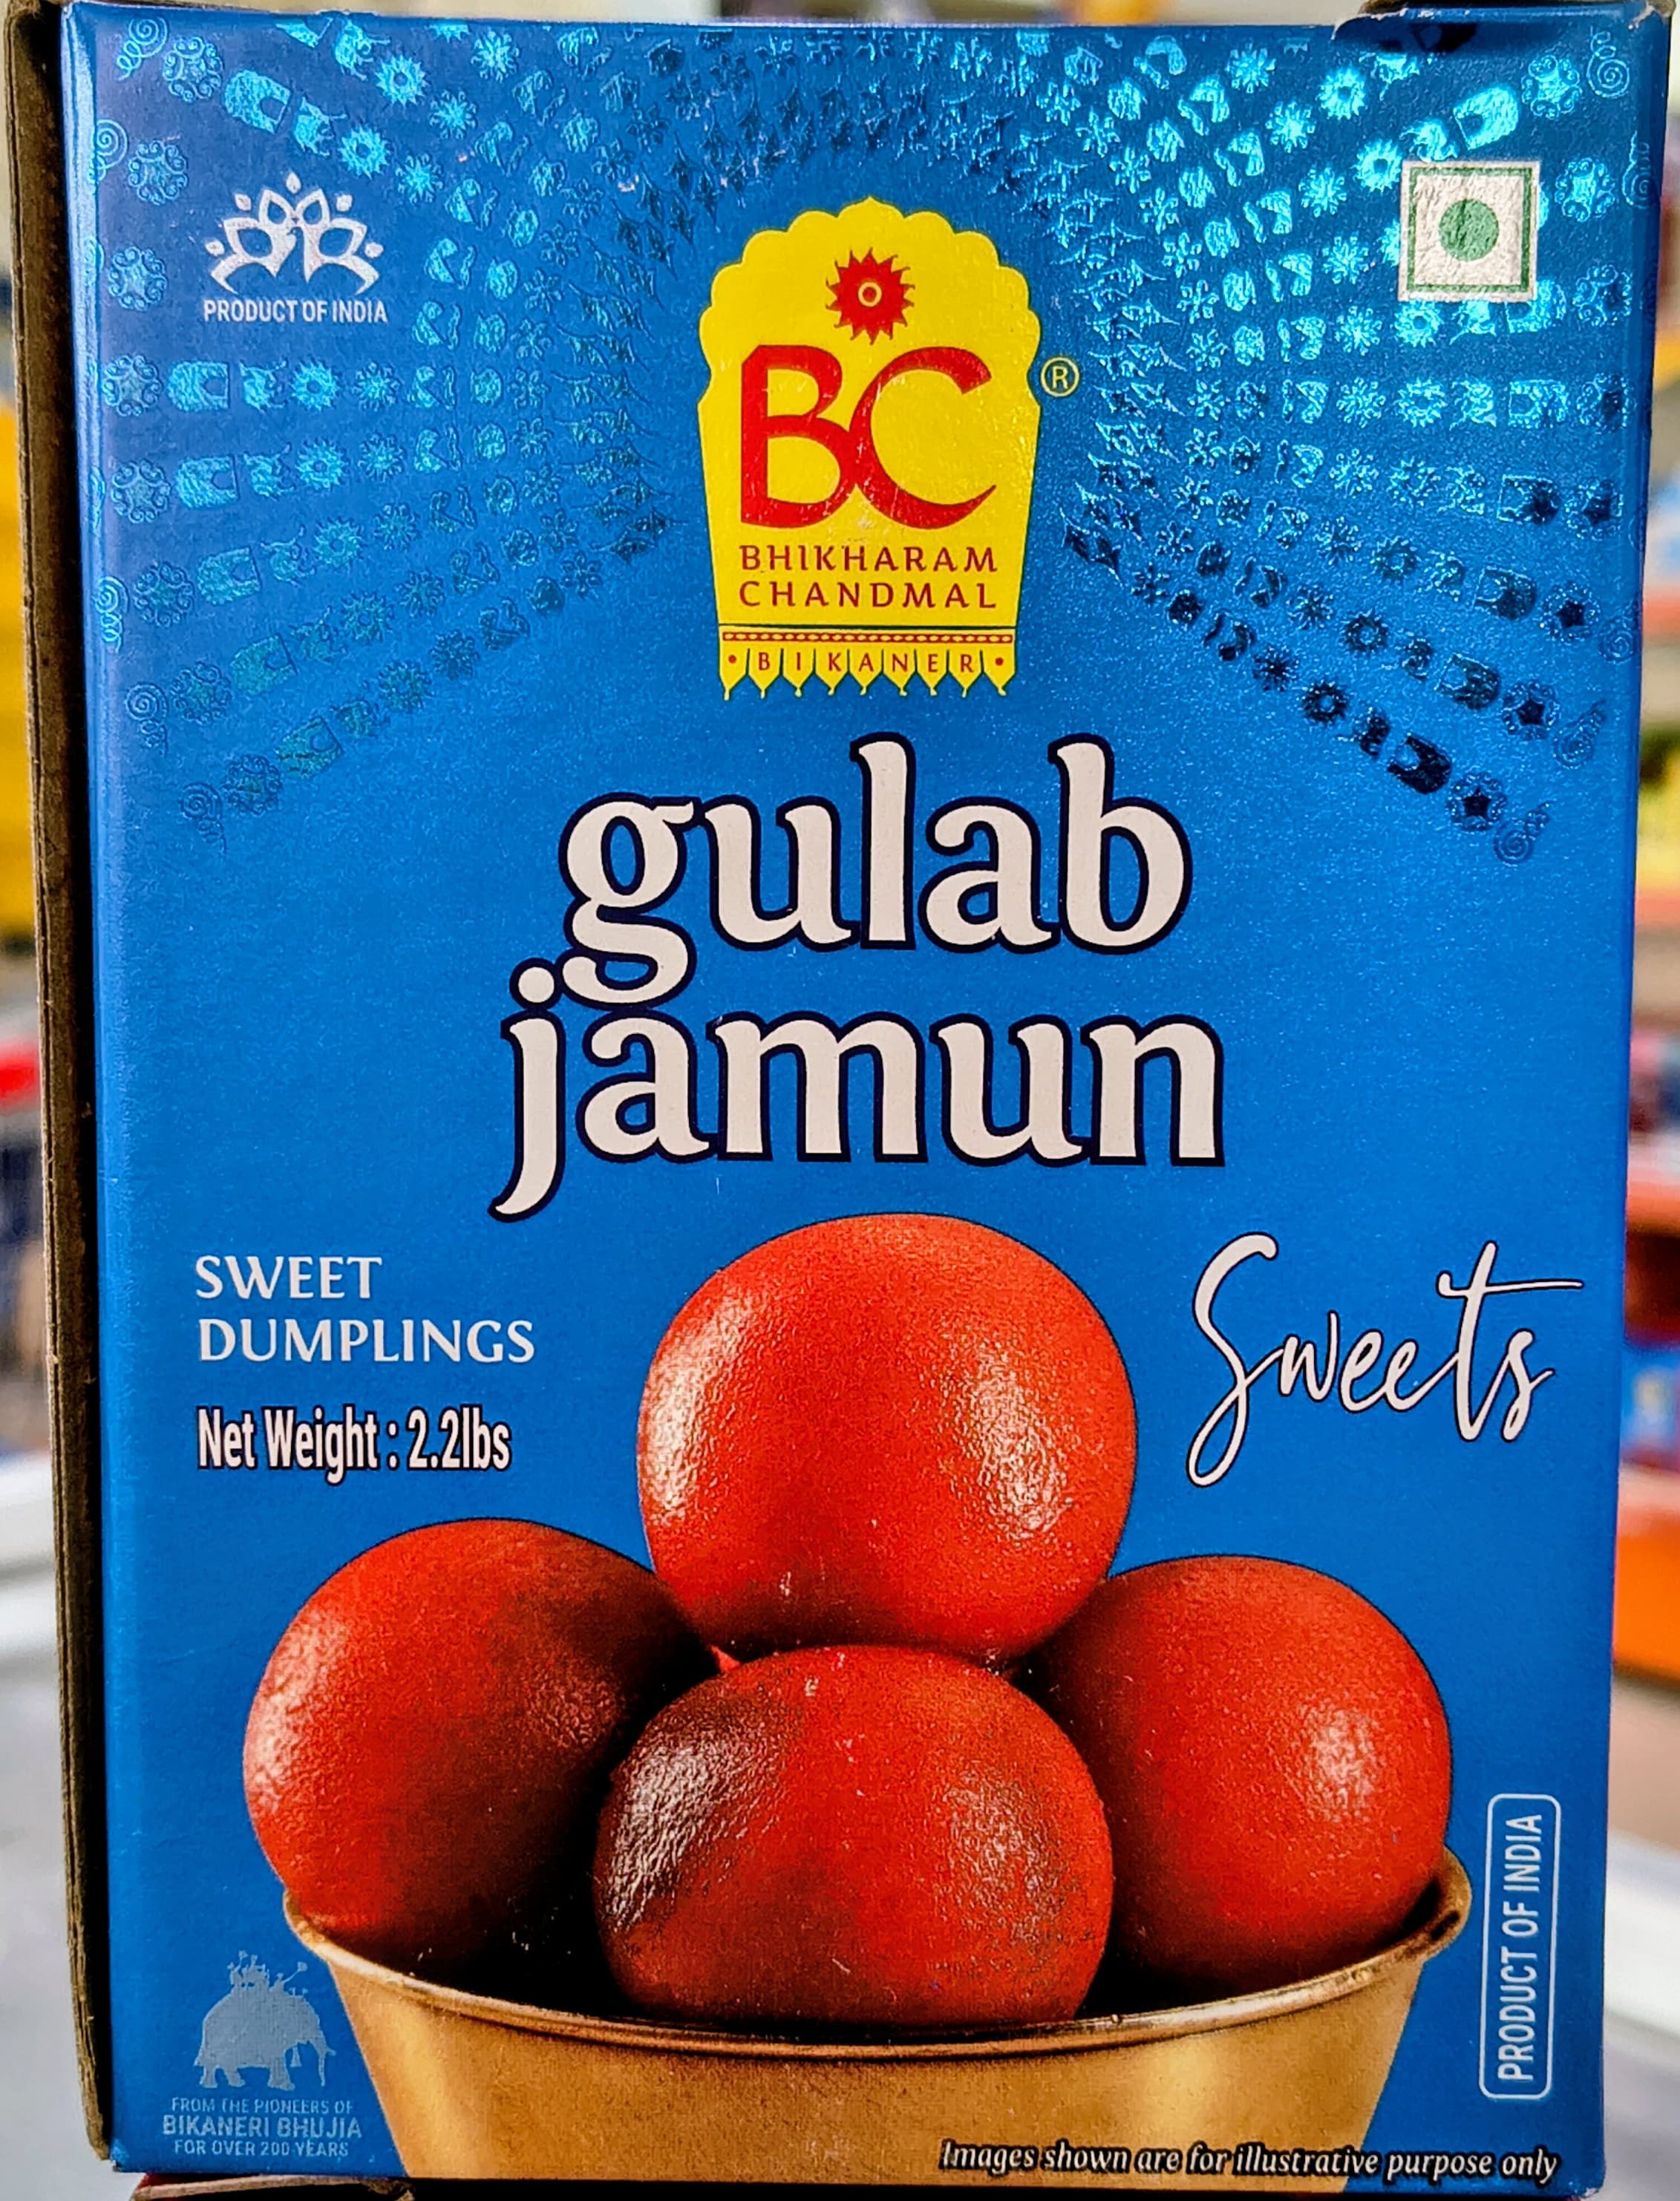 PRODUCT OF INDIA
BC
®
BHIKHARAM
CHANDMAL
BIKANER
gulab
jamun
SWEET
DUMPLINGS
Net Weight : 2.2lbs
Sweets
PRODUCT OF INDIA
FROM THE PIONEERS OF
BIKANERI BHUJIA
FOR OVER 200 YEARS
Images shown are for illustrative purpose only